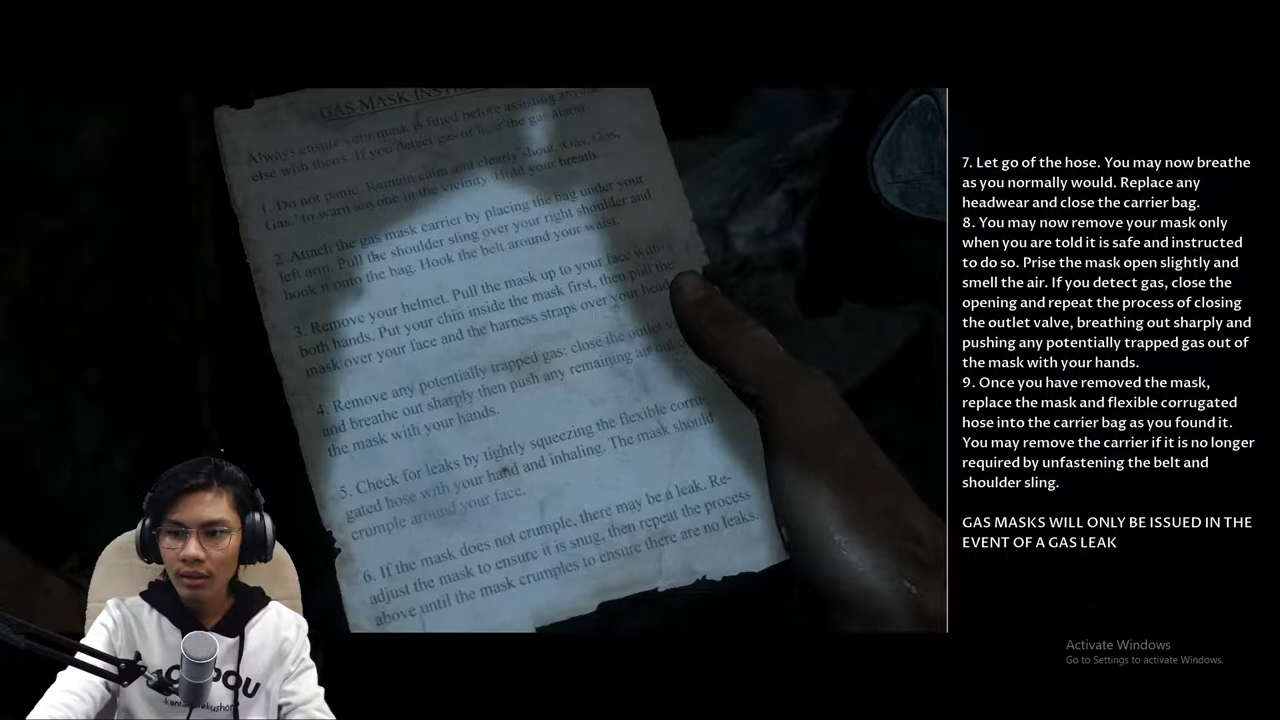 GAS MASK
Always ensure your mask is fitted before assisting anyone
else with theirs. If you detect gas or hear the gas alarm:
1. Do not panic. Remain calm and clearly shout, 'Gas, Gas,
Gas,' to warn anyone in the vicinity. Hold your breath.
2. Attach the gas mask carrier by placing the bag under your
left arm. Pull the shoulder sling over your right shoulder and
hook it onto the bag. Hook the belt around your waist.
3. Remove your helmet. Pull the mask up to your face with
both hands. Put your chin inside the mask first, then pull the
mask over your face and the harness straps over your head.
4. Remove any potentially trapped gas: close the outlet
and breathe out sharply then push any remaining air out
the mask with your hands.
5. Check for leaks by tightly squeezing the flexible corru-
gated hose with your hand and inhaling. The mask should
crumple around your face.
6. If the mask does not crumple, there may be a leak. Re-
adjust the mask to ensure it is snug, then repeat the process
above until the mask crumples to ensure there are no leaks.
7. Let go of the hose. You may now breathe
as you normally would. Replace any
headwear and close the carrier bag.
8. You may now remove your mask only
when you are told it is safe and instructed
to do so. Prise the mask open slightly and
smell the air. If you detect gas, close the
opening and repeat the process of closing
the outlet valve, breathing out sharply and
pushing any potentially trapped gas out of
the mask with your hands.
9. Once you have removed the mask,
replace the mask and flexible corrugated
hose into the carrier bag as you found it.
You may remove the carrier if it is no longer
required by unfastening the belt and
shoulder sling.
GAS MASKS WILL ONLY BE ISSUED IN THE
EVENT OF A GAS LEAK
Activate Windows
Go to Settings to activate Windows.